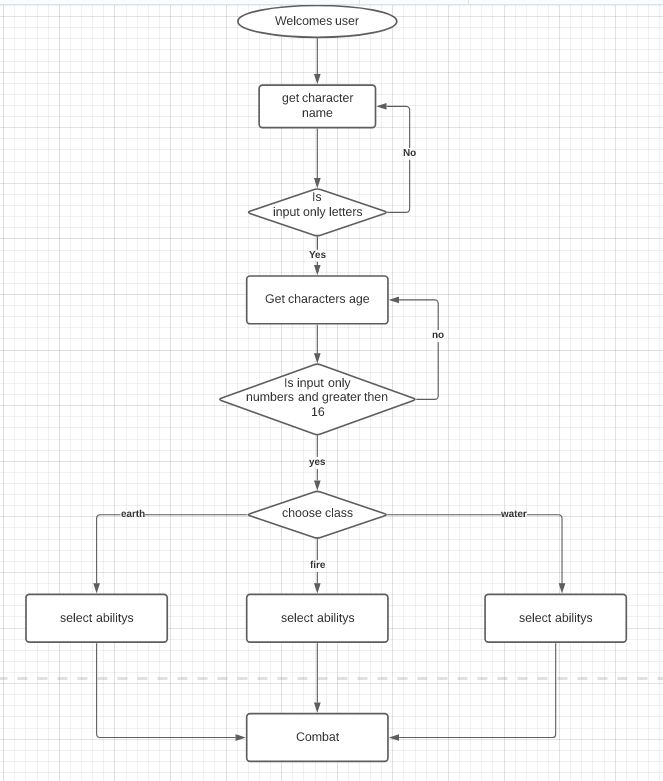 Welcomes user
get character
name
No
Is
input only letters
Yes
Get characters age
no
Is input only
numbers and greater then
16
yes
choose class
earth
water
fire
select abilitys
select abilitys
select abilitys
Combat